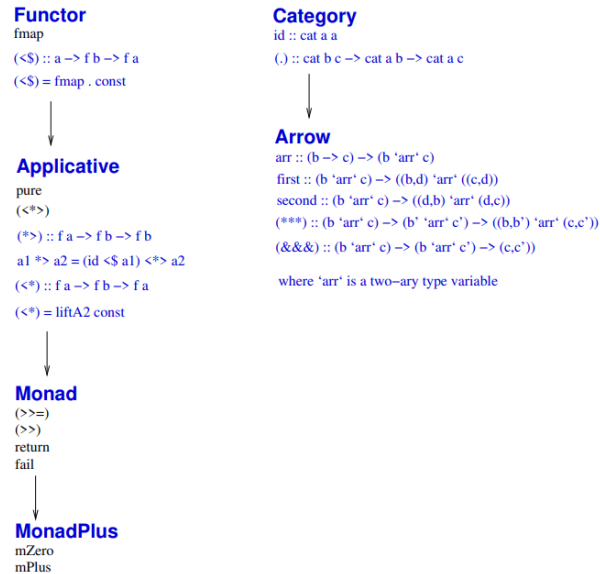 Functor
fmap
(<$) :: a −> f b −> f a
(<$) = fmap . const
Applicative
pure
(<*>)
(*>) :: f a −> f b −> f b
a1 *> a2 = (id <$ a1) <*> a2
(<*) :: f a −> f b −> f a
(<*) = liftA2 const
Monad
(>>=)
(>>)
return
fail
MonadPlus
mZero
mPlus
Category
id :: cat a a
(.) :: cat b c −> cat a b −> cat a c
Arrow
arr :: (b −> c) −> (b ‘arr‘ c)
first :: (b ‘arr‘ c) −> ((b,d) ‘arr‘ ((c,d))
second :: (b ‘arr‘ c) −> ((d,b) ‘arr‘ (d,c))
(***) :: (b ‘arr‘ c) −> (b’ ‘arr‘ c’) −> ((b,b’) ‘arr‘ (c,c’))
(&&&) :: (b ‘arr‘ c) −> (b ‘arr‘ c’) −> (c,c’))
where ‘arr‘ is a two−ary type variable